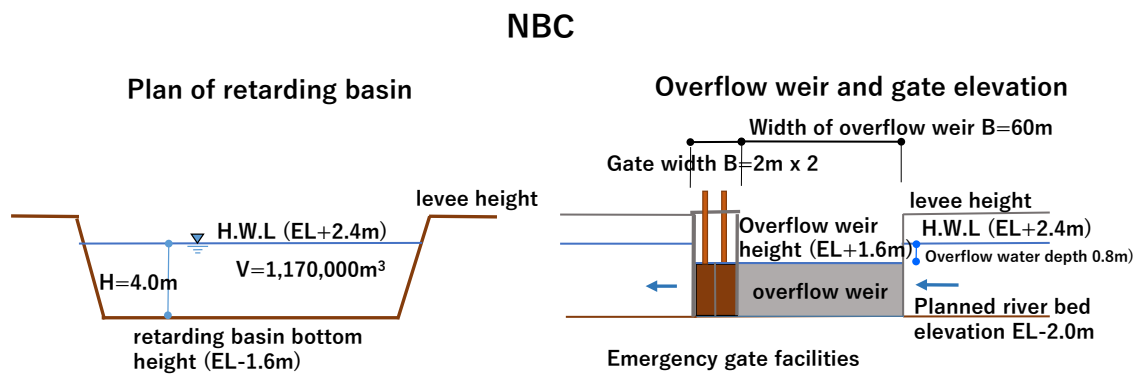 NBC
Plan of retarding basin
levee height
H.W.L (EL+2.4m)
V=1,170,000m³
H=4.0m
retarding basin bottom
height (EL-1.6m)
Overflow weir and gate elevation
Width of overflow weir B=60m
Gate width B=2m x 2
levee height
Overflow weir
height (EL+1.6m)
H.W.L (EL+2.4m)
Overflow water depth 0.8m)
overflow weir
Planned river bed
elevation EL-2.0m
Emergency gate facilities